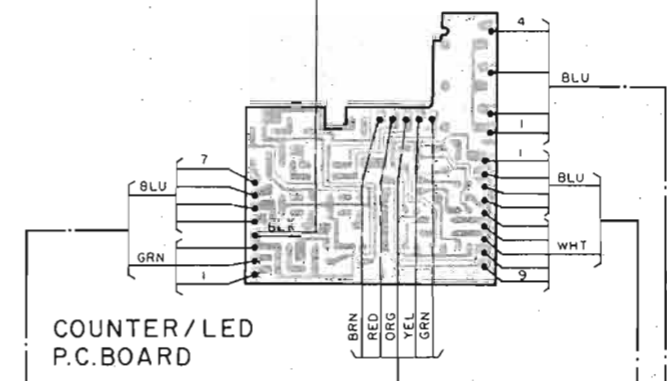 4
BLU
1
1
7
BLU
BLU
BLK
WHT
GRN
1
9
BRN
RED
ORG
YEL
GRN
COUNTER/LED
P.C.BOARD